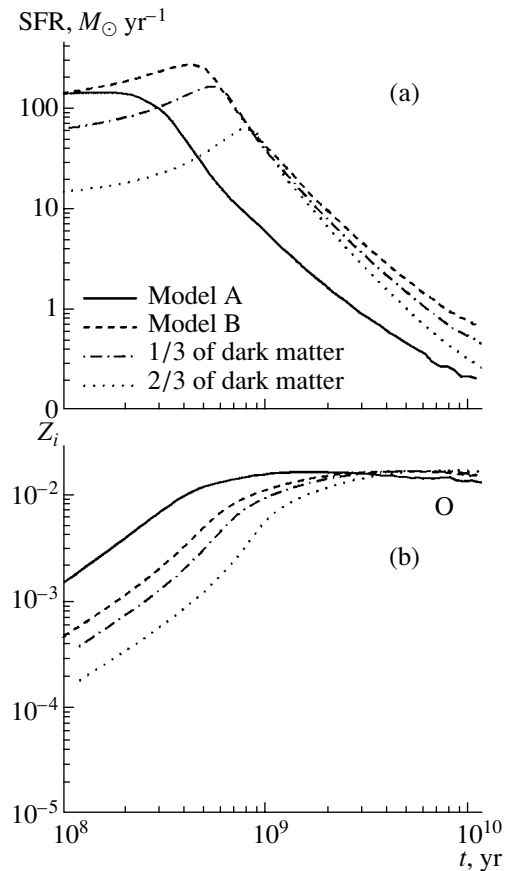 SFR, M⊙ yr−1
(a)
100
10
1
0
Model A
Model B
1/3 of dark matter
2/3 of dark matter
Zi
10−2
O
(b)
10−3
10−4
10−5
108 109 1010
t, yr